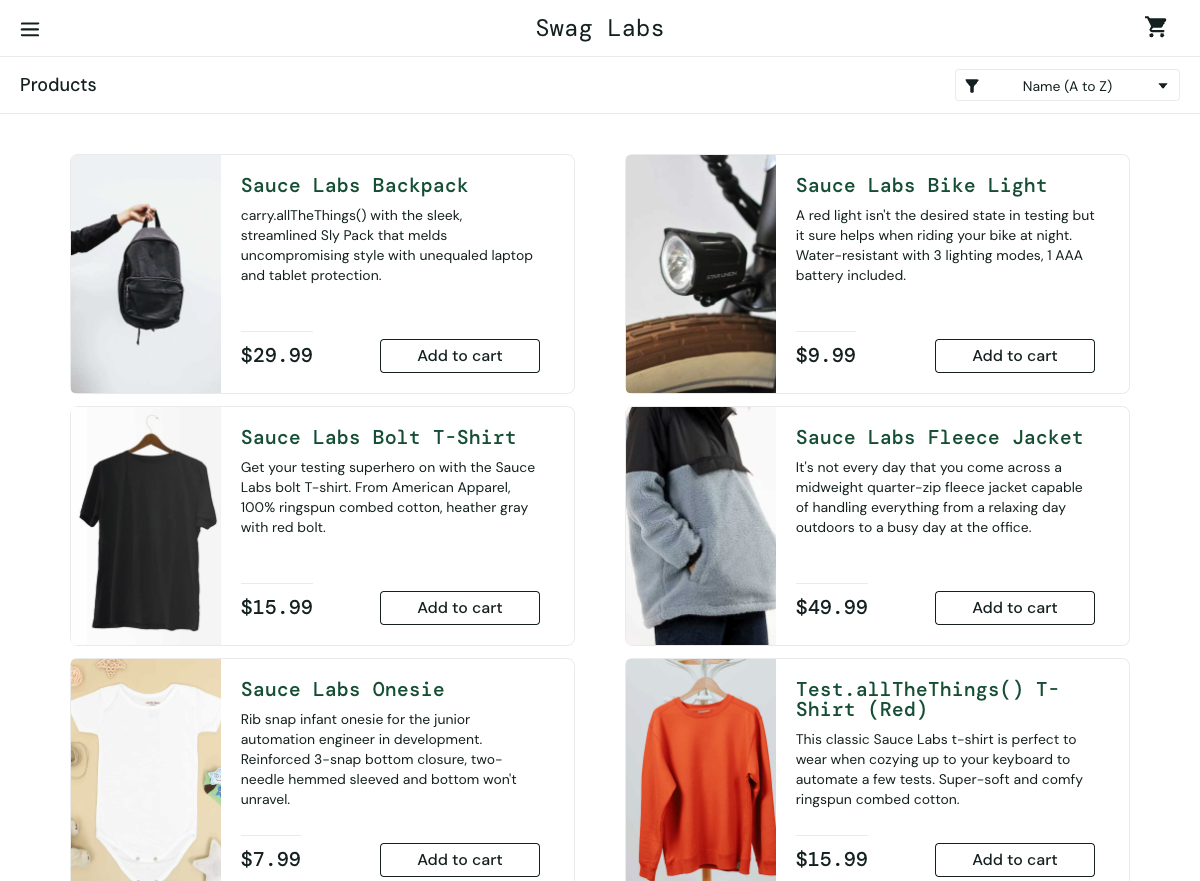 Swag Labs
Products
Name (A to Z)
Sauce Labs Backpack
carry.allTheThings() with the sleek,
streamlined Sly Pack that melds
uncompromising style with unequaled laptop
and tablet protection.
$29.99
Add to cart
Sauce Labs Bike Light
A red light isn't the desired state in testing but
it sure helps when riding your bike at night.
Water-resistant with 3 lighting modes, 1 AAA
battery included.
$9.99
Add to cart
Sauce Labs Bolt T-Shirt
Get your testing superhero on with the Sauce
Labs bolt T-shirt. From American Apparel,
100% ringspun combed cotton, heather gray
with red bolt.
$15.99
Add to cart
Sauce Labs Fleece Jacket
It's not every day that you come across a
midweight quarter-zip fleece jacket capable
of handling everything from a relaxing day
outdoors to a busy day at the office.
$49.99
Add to cart
Sauce Labs Onesie
Rib snap infant onesie for the junior
automation engineer in development.
Reinforced 3-snap bottom closure, two-
needle hemmed sleeved and bottom won't
unravel.
$7.99
Add to cart
Test.allTheThings() T-
Shirt (Red)
This classic Sauce Labs t-shirt is perfect to
wear when cozying up to your keyboard to
automate a few tests. Super-soft and comfy
ringspun combed cotton.
$15.99
Add to cart